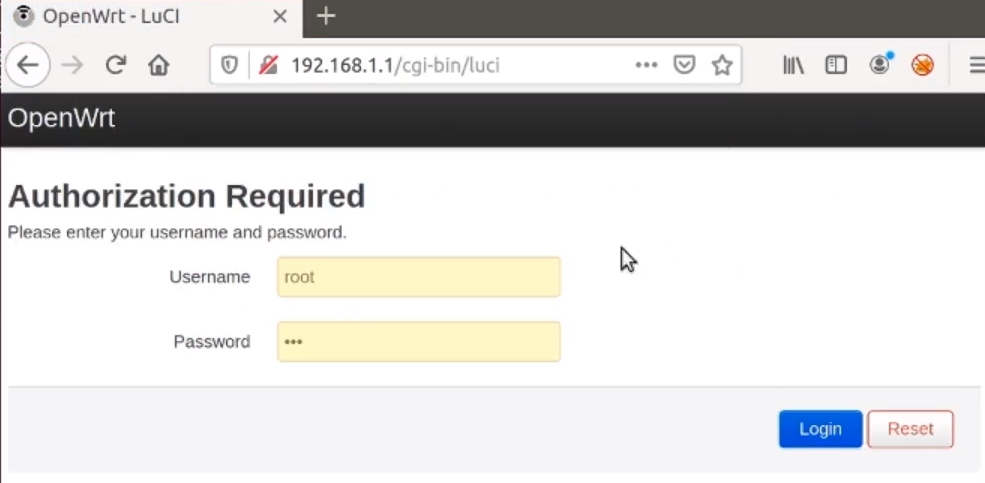 OpenWrt - LuCI
192.168.1.1/cgi-bin/luci
OpenWrt
Authorization Required
Please enter your username and password.
Username root
Password •••
Login Reset